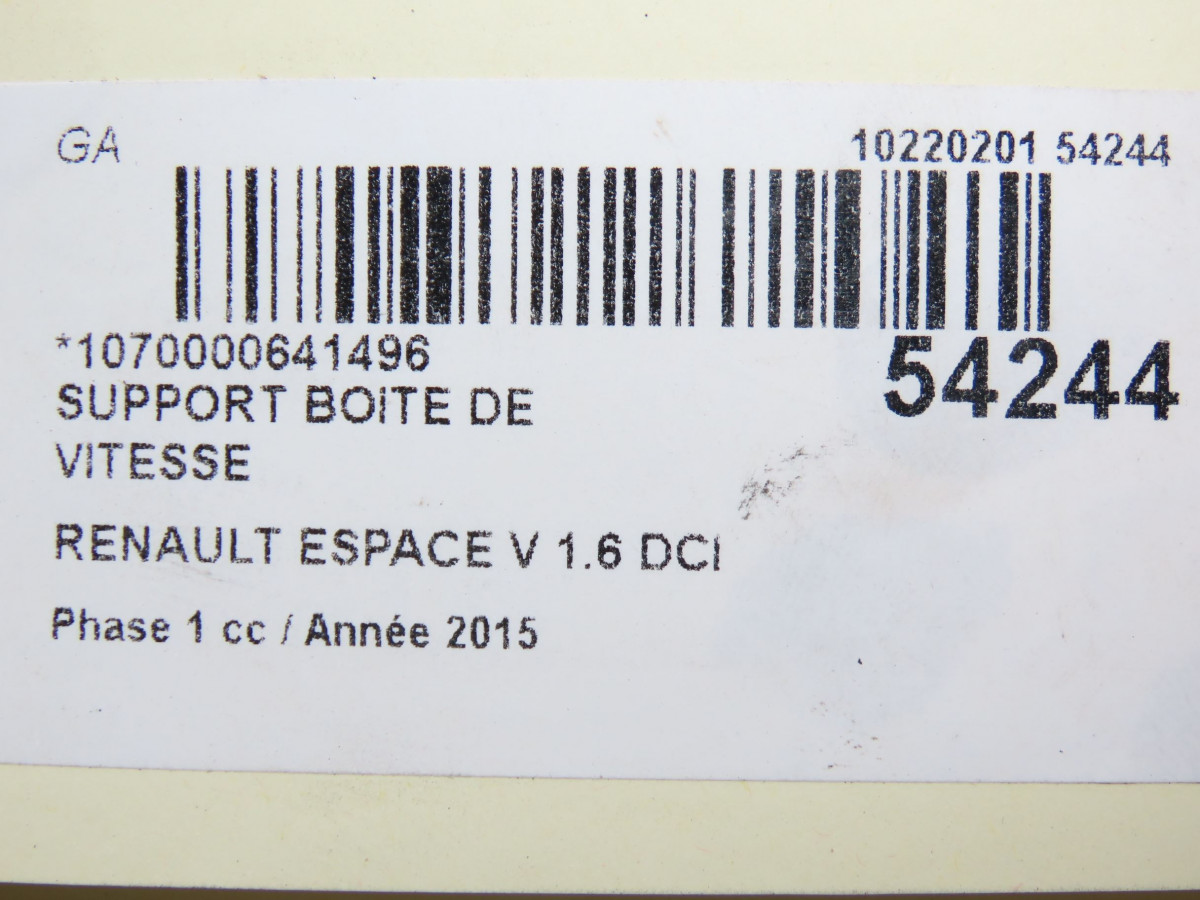 GA
10220201 54244
*1070000641496
54244
SUPPORT BOITE DE
VITESSE
RENAULT ESPACE V 1.6 DCI
Phase 1 cc / Année 2015